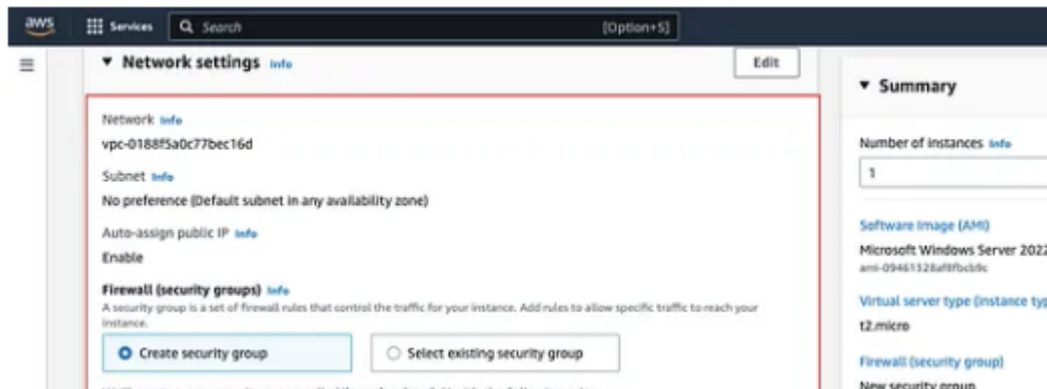 aws
Services
Search
[Option+S]
Network settings Info
Edit
Network Info
vpc-0188f5a0c77bec16d
Subnet Info
No preference (Default subnet in any availability zone)
Auto-assign public IP Info
Enable
Firewall (security groups) Info
A security group is a set of firewall rules that control the traffic for your instance. Add rules to allow specific traffic to reach your
instance.
Create security group
Select existing security group
Summary
Number of instances Info
1
Software Image (AMI)
Microsoft Windows Server 2022
Virtual server type (instance typ
t2.micro
Firewall (security group)
New security group